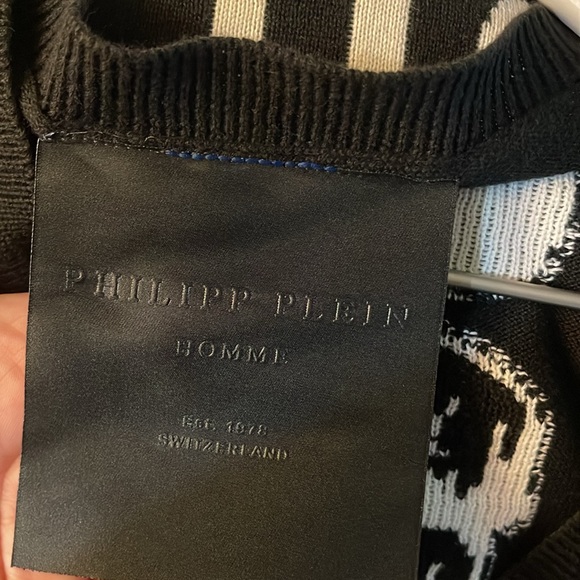 PHILIPP PLEIN
HOMME
Est. 1978
SWITZERLAND